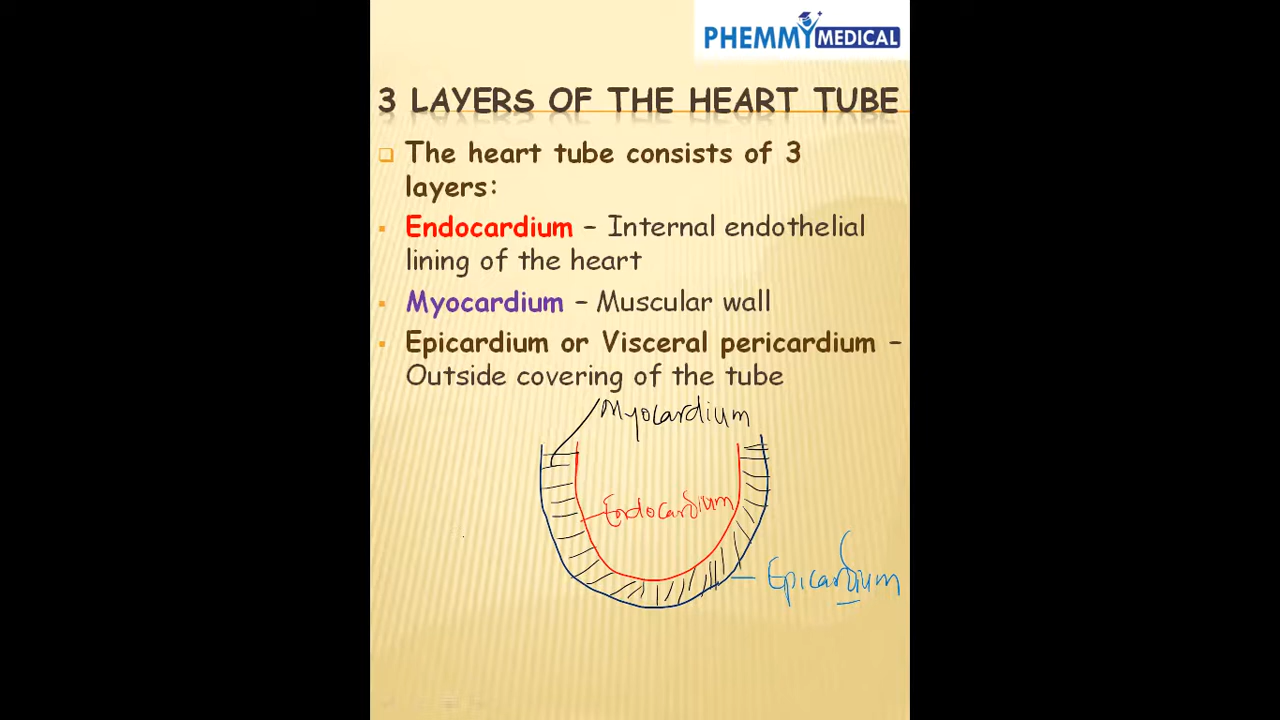 PHEMMY MEDICAL
3 LAYERS OF THE HEART TUBE
The heart tube consists of 3
layers:
Endocardium – Internal endothelial
lining of the heart
Myocardium – Muscular wall
Epicardium or Visceral pericardium –
Outside covering of the tube
Myocardium
Endocardium
Epicardium